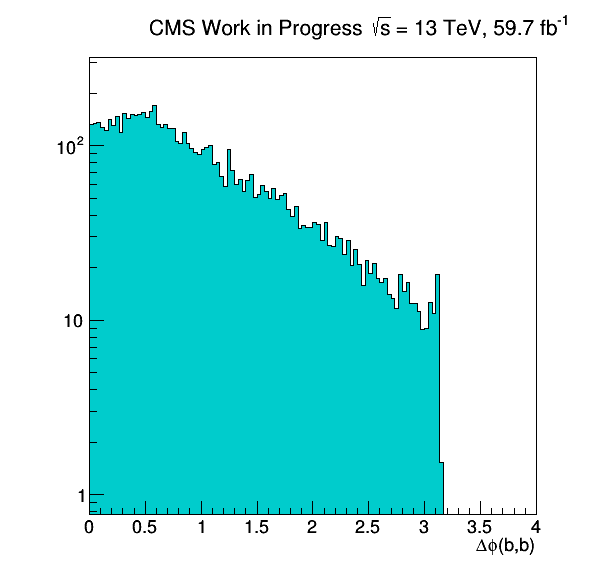 CMS Work in Progress √s = 13 TeV, 59.7 fb⁻¹
10²
10
1
0 0.5 1 1.5 2 2.5 3 3.5 4
Δϕ(b,b)